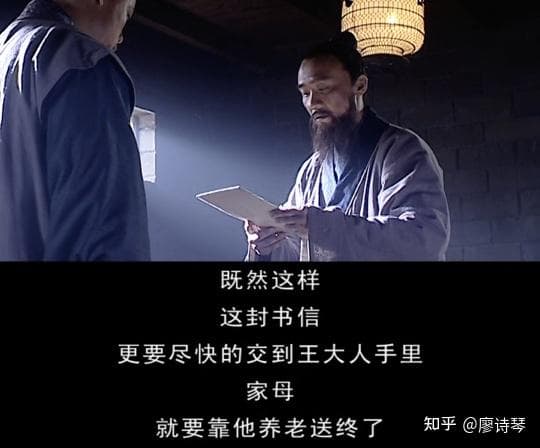 既然这样
这封书信
更要尽快的交到王大人手里
家母
就要靠他养老送终了
知乎 @廖诗琴